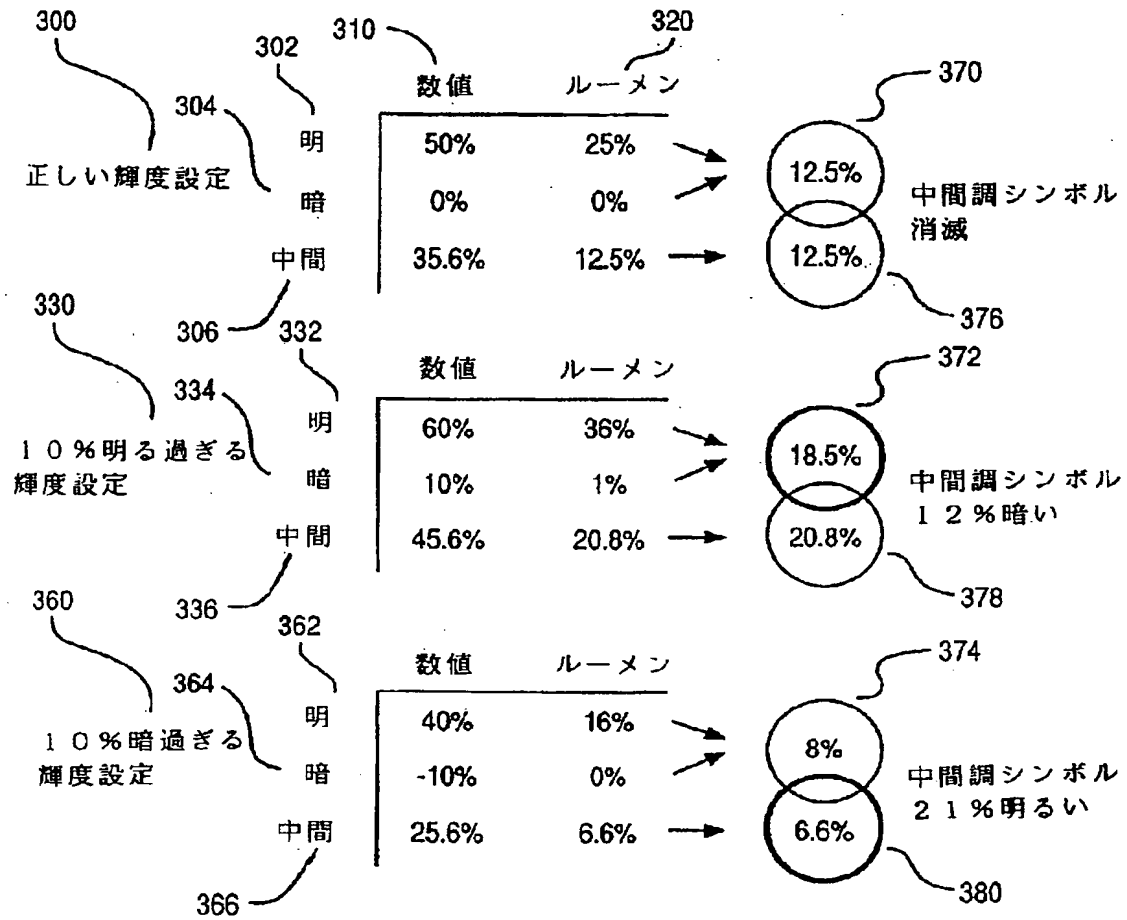 300
302
310
320
数値 ルーメン
370
304
明 50% 25%
12.5%
正しい輝度設定
暗 0% 0%
中間調シンボル
消滅
中間 35.6% 12.5%
12.5%
376
330
306
332
372
数値 ルーメン
334
明 60% 36%
18.5%
10%明る過ぎる
輝度設定
暗 10% 1%
中間調シンボル
12%暗い
中間 45.6% 20.8%
20.8%
378
360
336
362
374
数値 ルーメン
364
明 40% 16%
8%
10%暗過ぎる
輝度設定
暗 -10% 0%
中間調シンボル
21%明るい
中間 25.6% 6.6%
6.6%
366
380